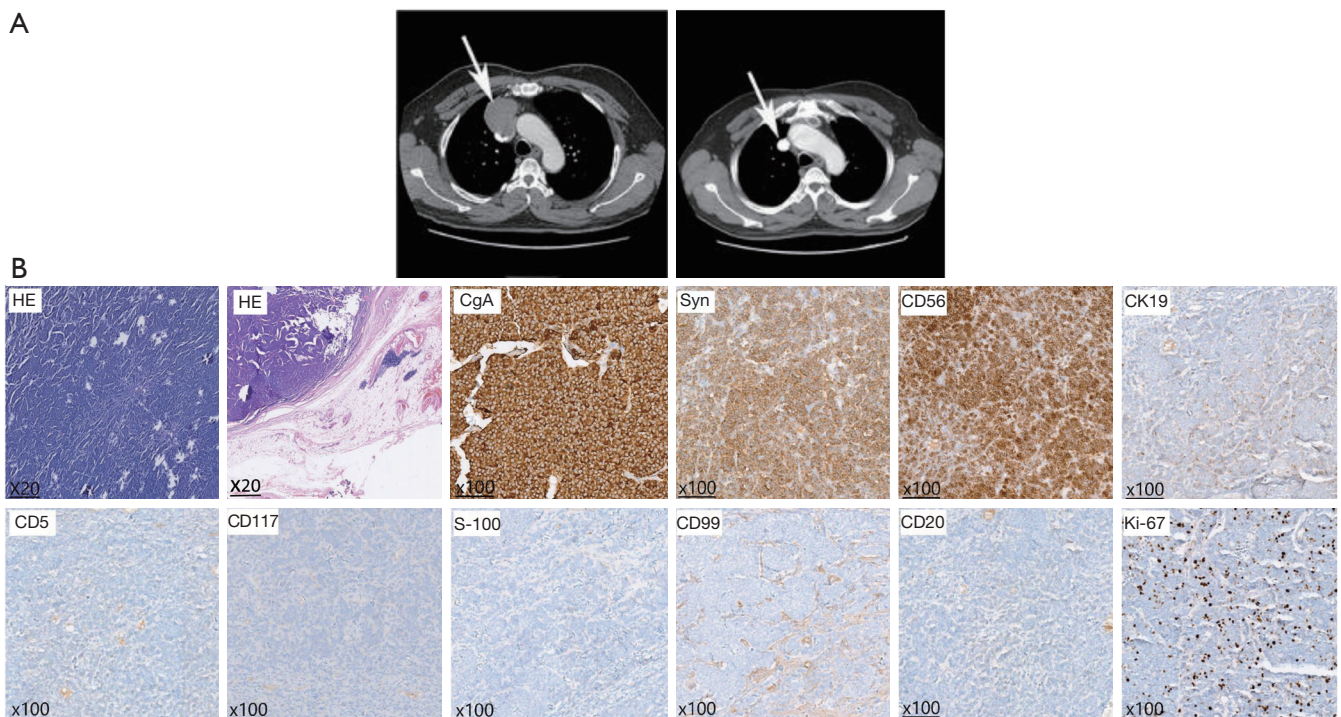 A
B
HE
HE
CgA
Syn
CD56
CK19
X20
X20
x100
x100
x100
x100
CD5
CD117
S-100
CD99
CD20
Ki-67
x100
x100
x100
x100
x100
x100